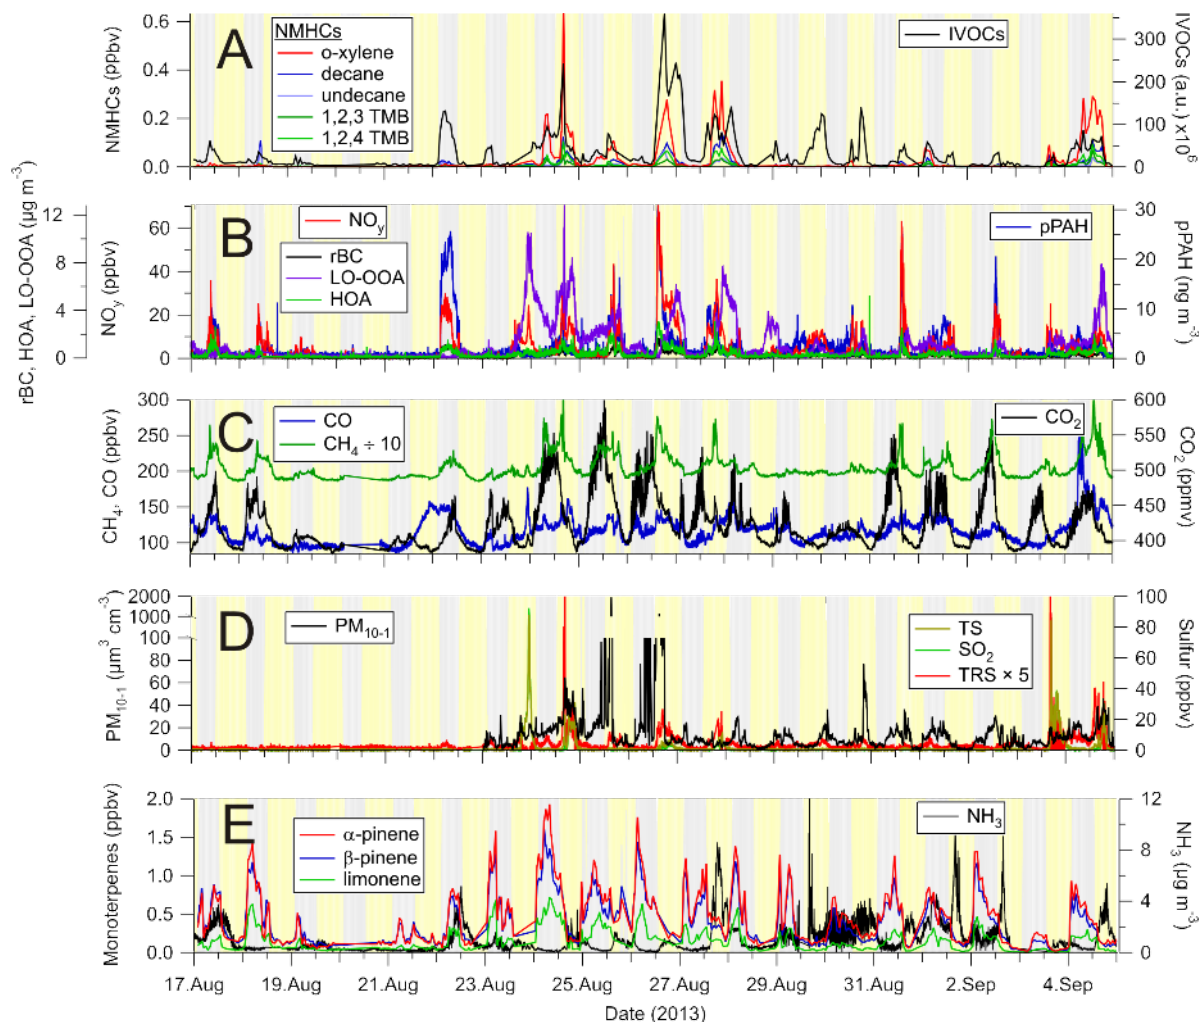 A
NMHCs (ppbv)
0.6
0.4
0.2
0.0
NMHCs
o-xylene
decane
undecane
1,2,3 TMB
1,2,4 TMB
IVOCs
300
200
100
0
IVOCs (a.u.) x10⁶
B
rBC, HOA, LO-OOA (µg m⁻³)
12
8
4
0
NOy (ppbv)
60
40
20
0
NOy
rBC
LO-OOA
HOA
pPAH
30
20
10
0
pPAH (ng m⁻³)
C
CH₄, CO (ppbv)
300
250
200
150
100
CO
CH₄ ÷ 10
CO₂
600
550
500
450
400
CO₂ (ppmv)
D
PM₁₀₋₁ (µm³ cm⁻³)
2000
1000
100
80
60
40
20
0
PM₁₀₋₁
TS
SO₂
TRS × 5
100
80
60
40
20
0
Sulfur (ppbv)
E
Monoterpenes (ppbv)
2.0
1.5
1.0
0.5
0.0
α-pinene
β-pinene
limonene
NH₃
12
8
4
0
NH₃ (µg m⁻³)
17.Aug 19.Aug 21.Aug 23.Aug 25.Aug 27.Aug 29.Aug 31.Aug 2.Sep 4.Sep
Date (2013)